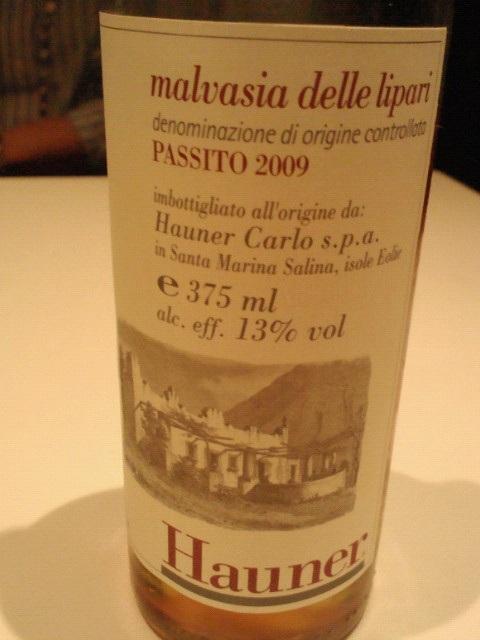 malvasia delle lipari
denominazione di origine controllata
PASSITO 2009
imbottigliato all'origine da:
Hauner Carlo s.p.a.
in Santa Marina Salina, isole Eolie
e 375 ml
alc. eff. 13% vol
Hauner